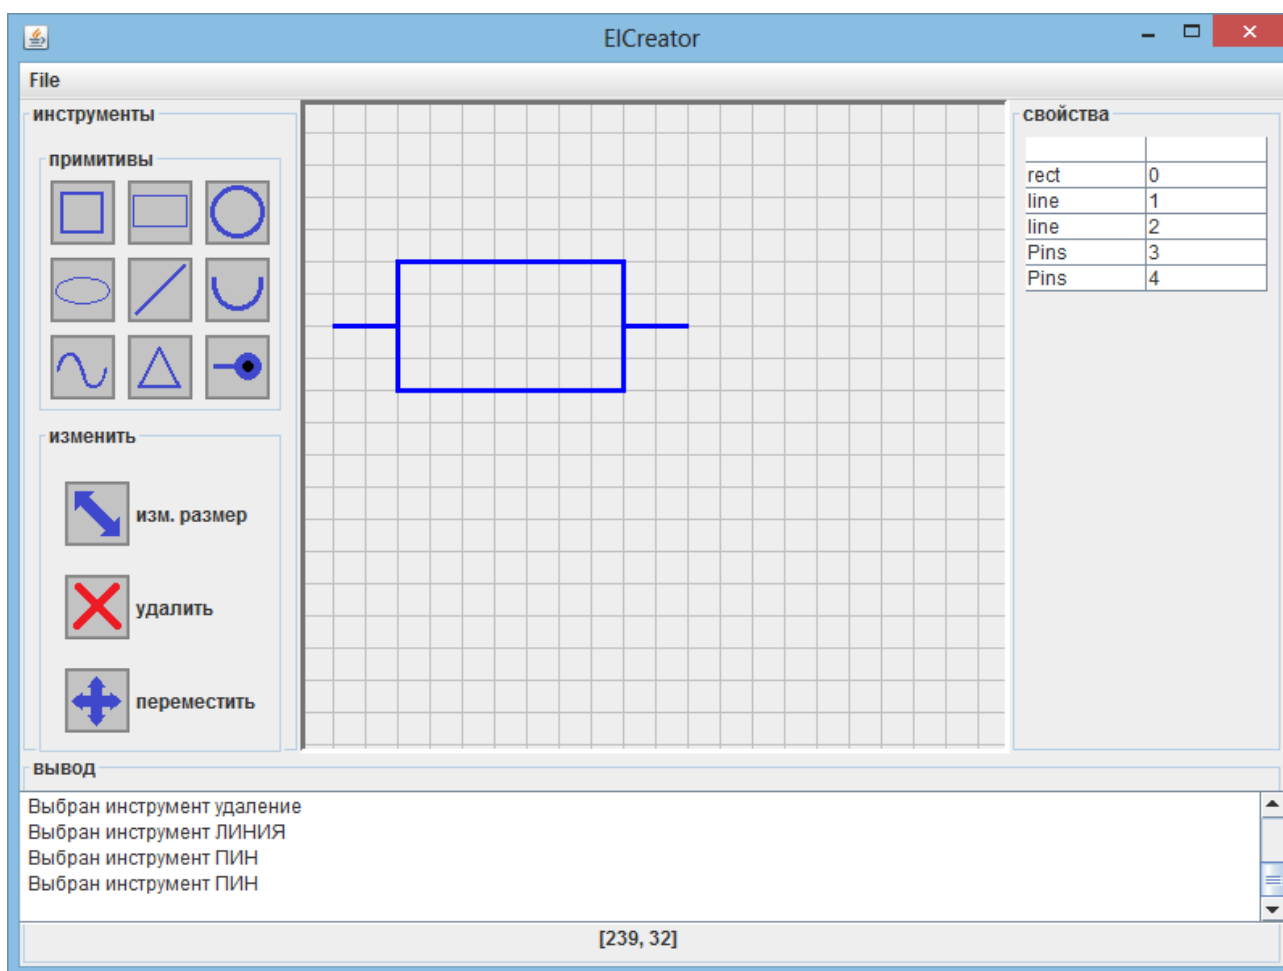 ElCreator
File
инструменты
примитивы
изменить
изм. размер
удалить
переместить
свойства
rect 0
line 1
line 2
Pins 3
Pins 4
вывод
Выбран инструмент удаление
Выбран инструмент ЛИНИЯ
Выбран инструмент ПИН
Выбран инструмент ПИН
[239, 32]